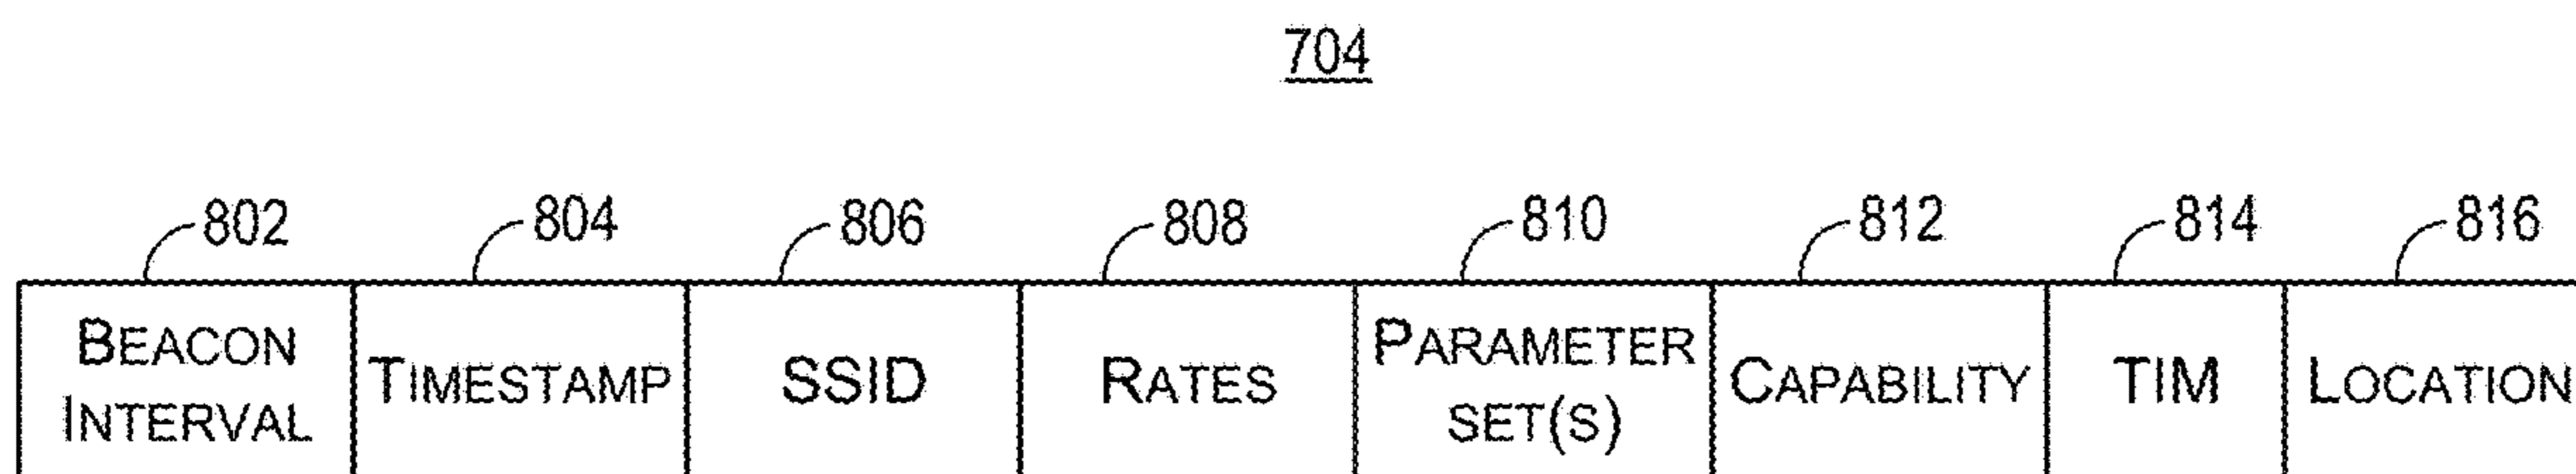 704
802 804 806 808 810 812 814 816
BEACON INTERVAL TIMESTAMP SSID RATES PARAMETER SET(S) CAPABILITY TIM LOCATION